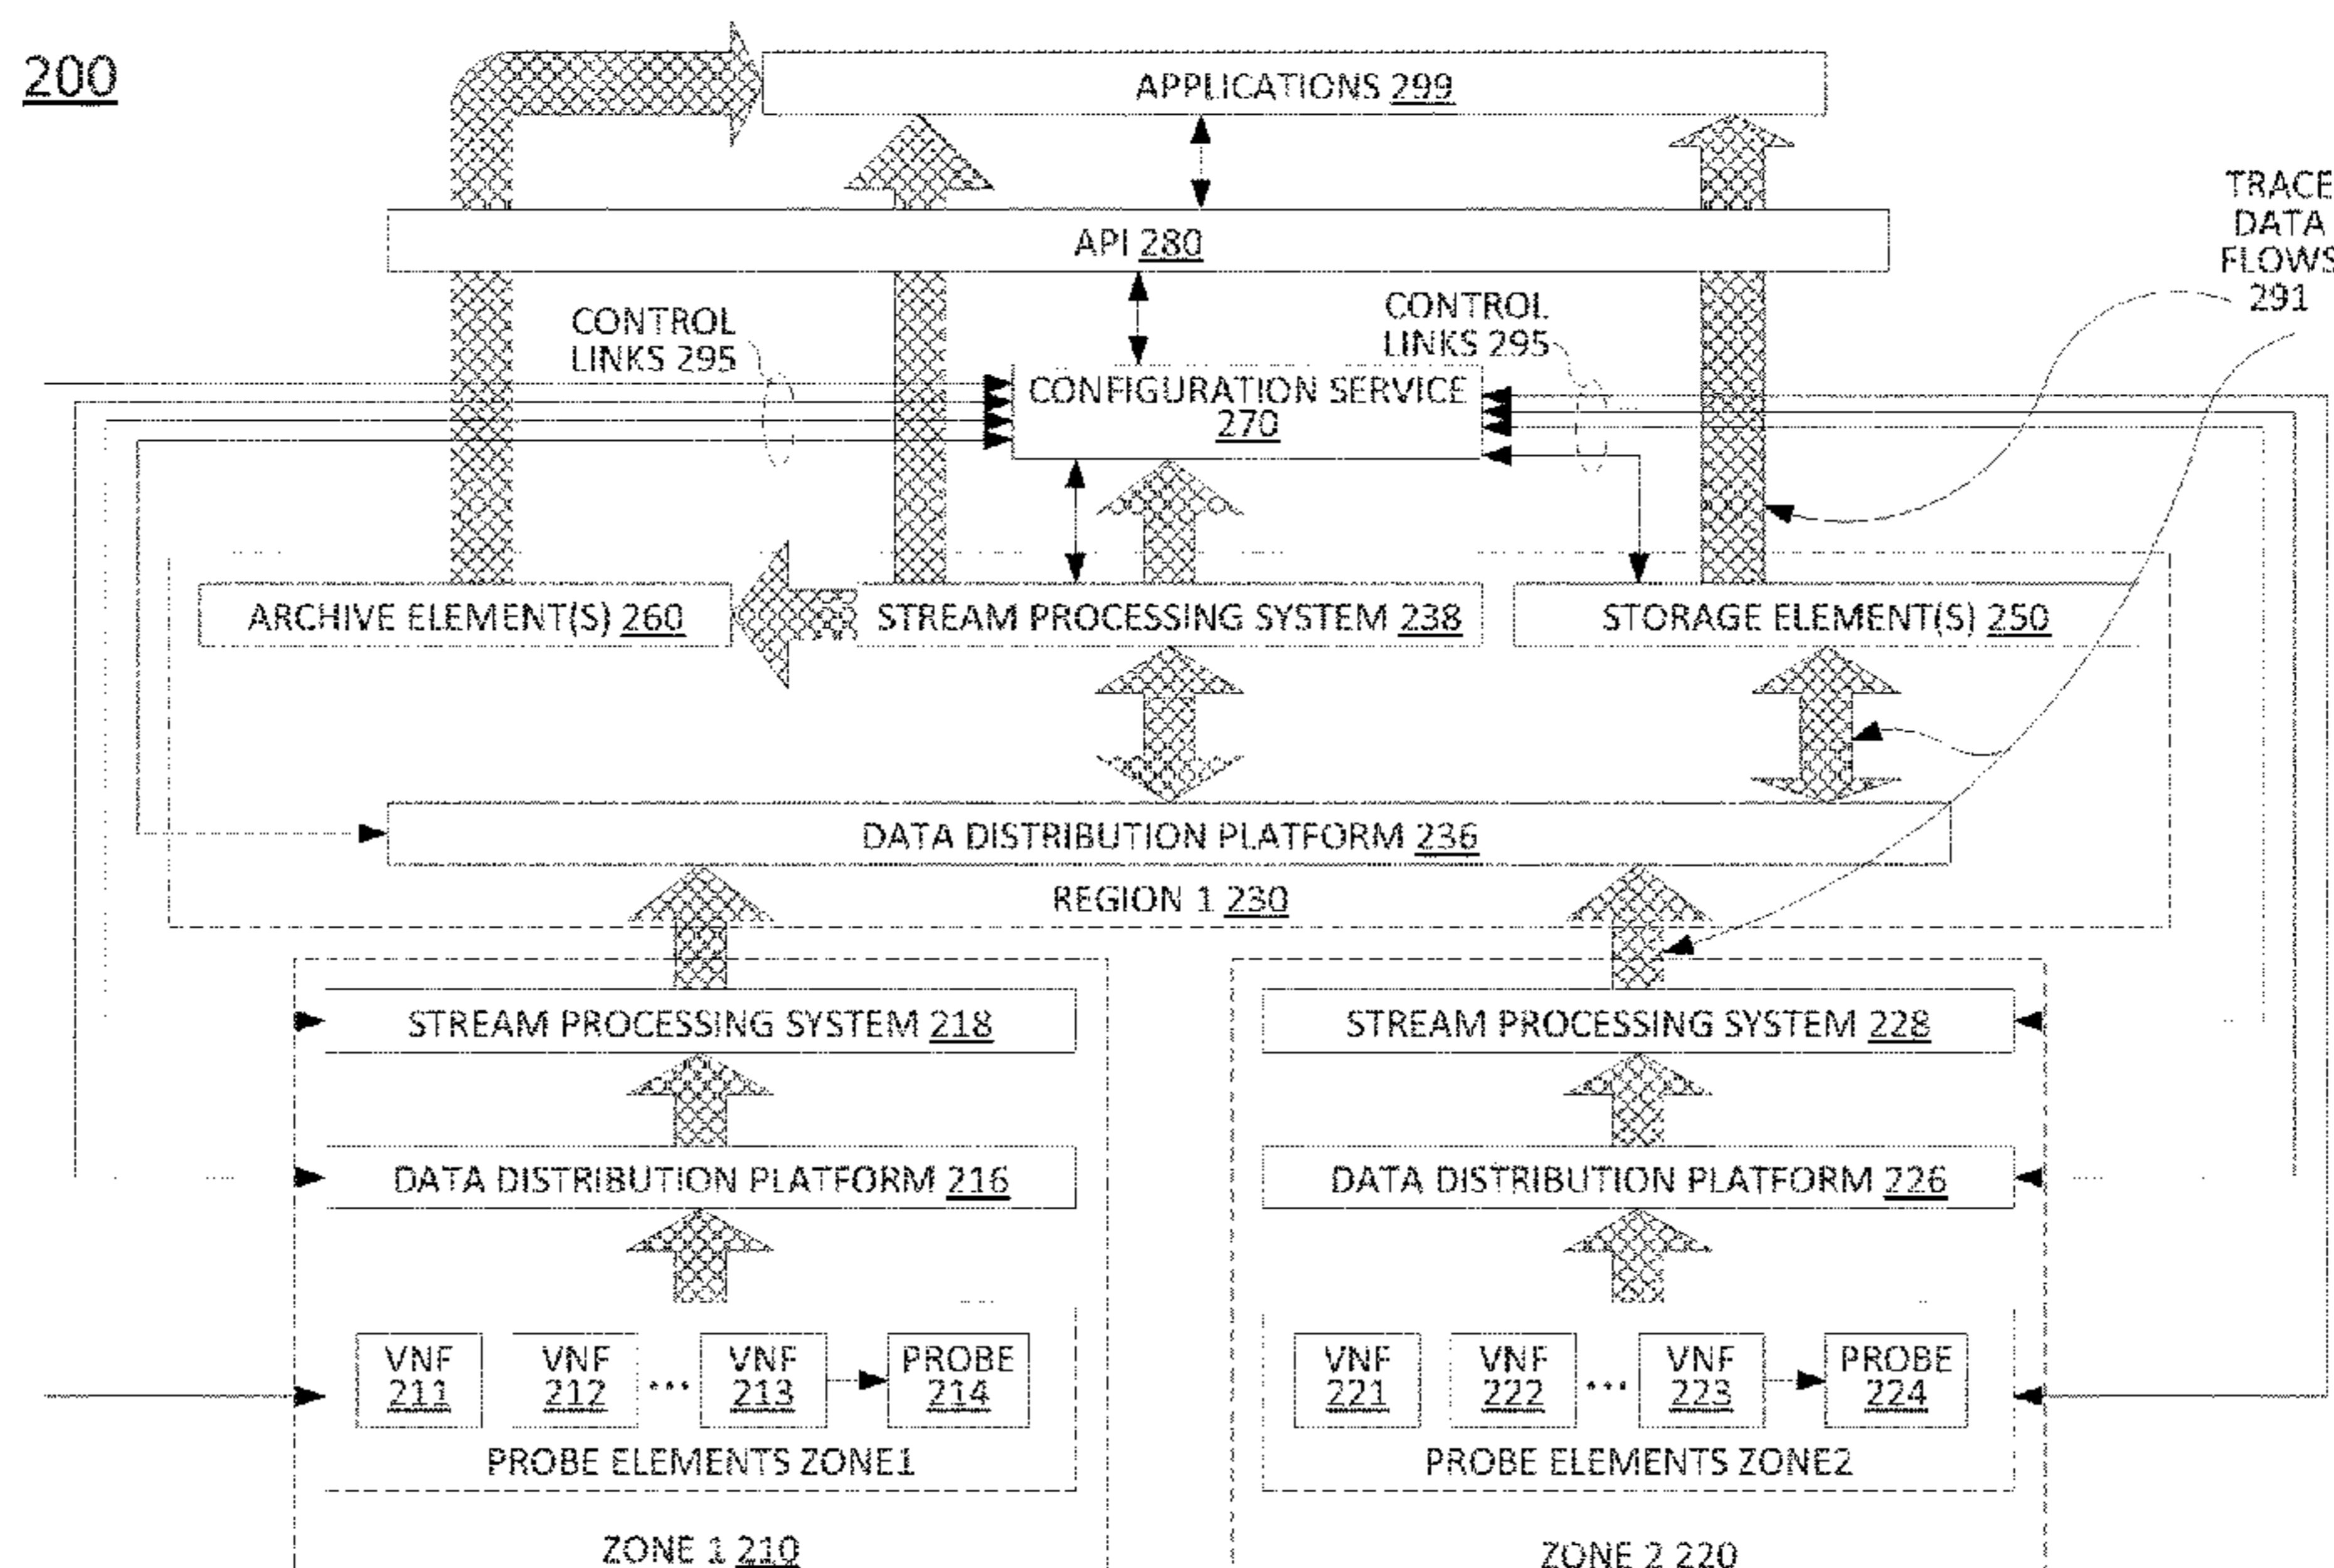 200
APPLICATIONS 299
TRACE
DATA
FLOWS
291
API 280
CONTROL
LINKS 295
CONTROL
LINKS 295
CONFIGURATION SERVICE
270
ARCHIVE ELEMENT(S) 260
STREAM PROCESSING SYSTEM 238
STORAGE ELEMENT(S) 250
DATA DISTRIBUTION PLATFORM 236
REGION 1 230
STREAM PROCESSING SYSTEM 218
STREAM PROCESSING SYSTEM 228
DATA DISTRIBUTION PLATFORM 216
DATA DISTRIBUTION PLATFORM 226
VNF
211
VNF
212
...
VNF
213
PROBE
214
VNF
221
VNF
222
...
VNF
223
PROBE
224
PROBE ELEMENTS ZONE1
PROBE ELEMENTS ZONE2
ZONE 1 210
ZONE 2 220